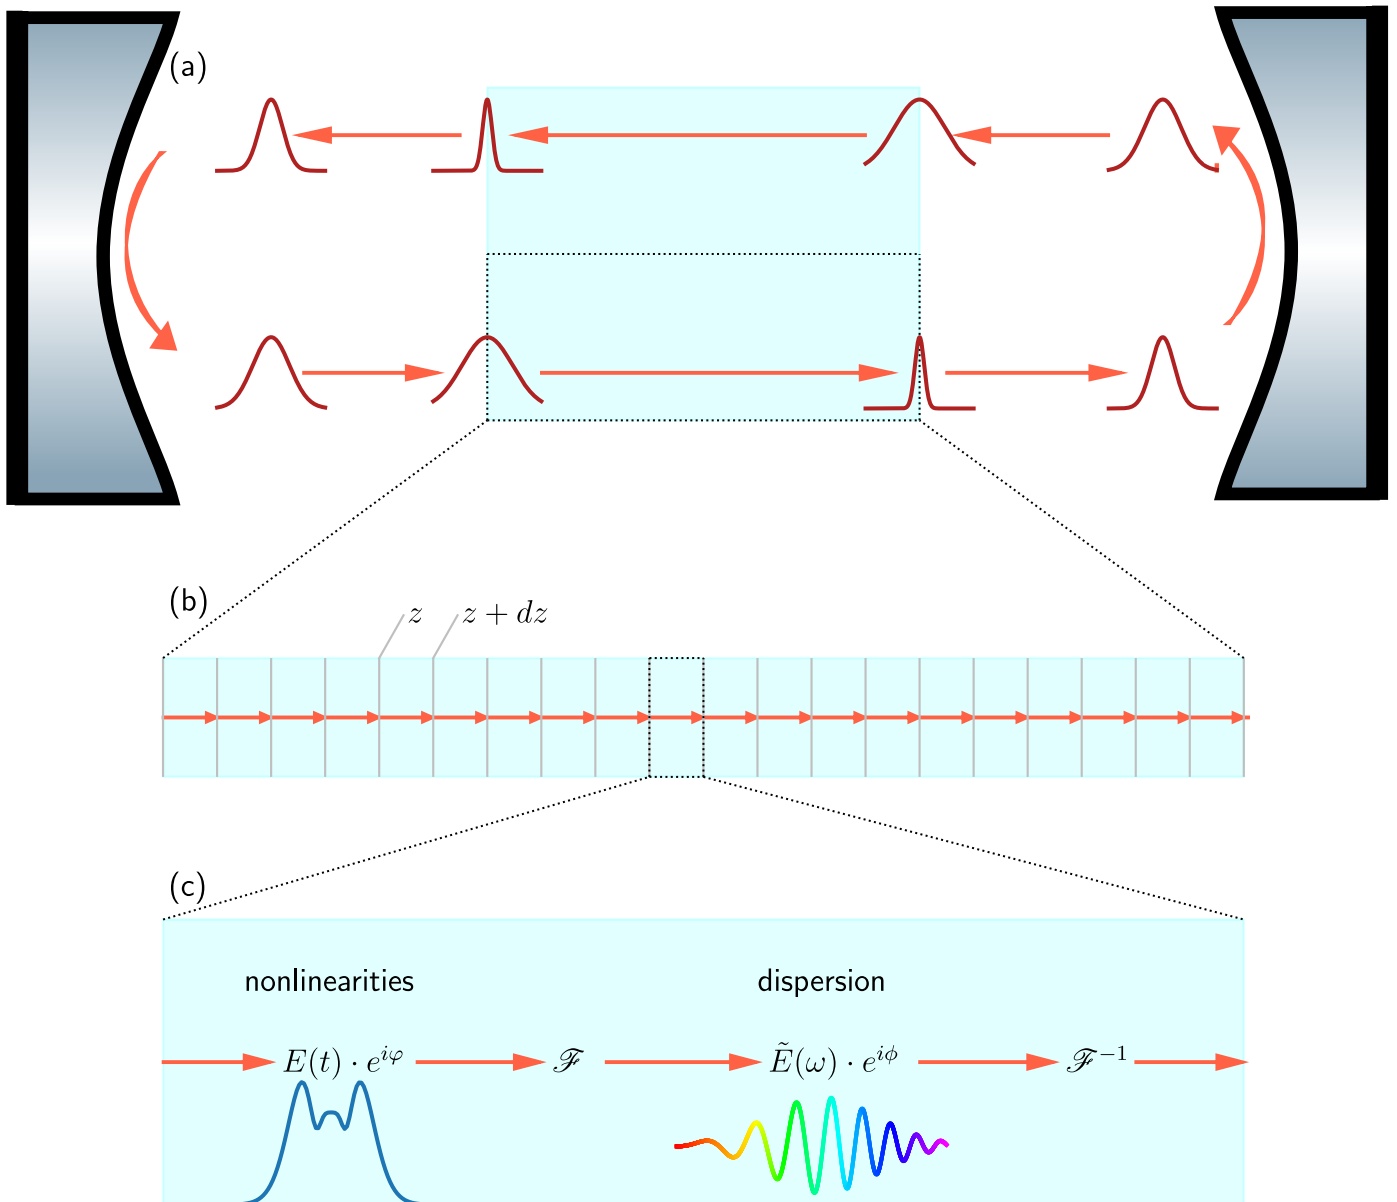 (a)
(b)
z z + dz
(c)
nonlinearities dispersion
E(t) · e^{iφ} ℱ Ẽ(ω) · e^{iϕ} ℱ^{-1}